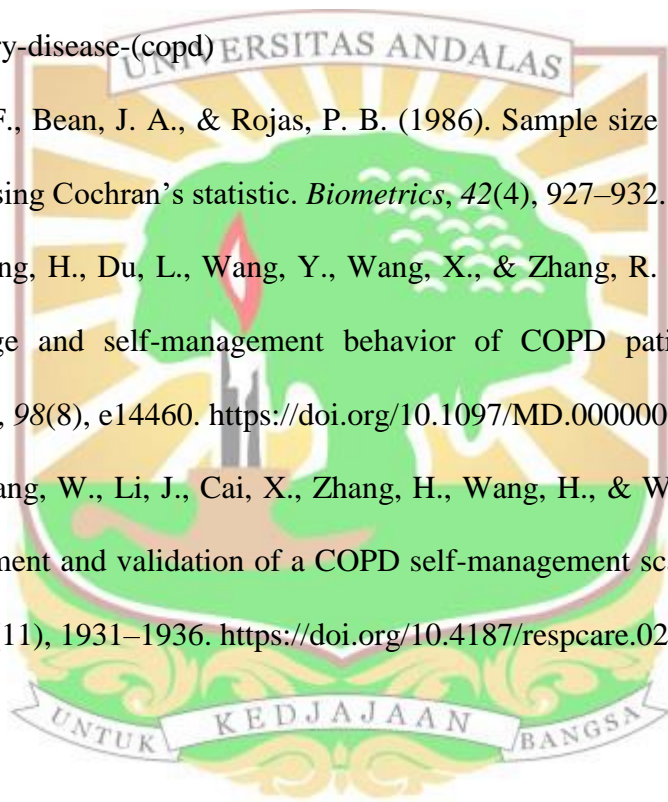 ry-disease-(copd)
UNIVERSITAS ANDALAS
F., Bean, J. A., & Rojas, P. B. (1986). Sample size
sing Cochran’s statistic. Biometrics, 42(4), 927–932.
ng, H., Du, L., Wang, Y., Wang, X., & Zhang, R.
ge and self-management behavior of COPD pati
, 98(8), e14460. https://doi.org/10.1097/MD.000000
ang, W., Li, J., Cai, X., Zhang, H., Wang, H., & W
ment and validation of a COPD self-management sc
(11), 1931–1936. https://doi.org/10.4187/respcare.02
UNTUK KEDJAJAAN BANGSA